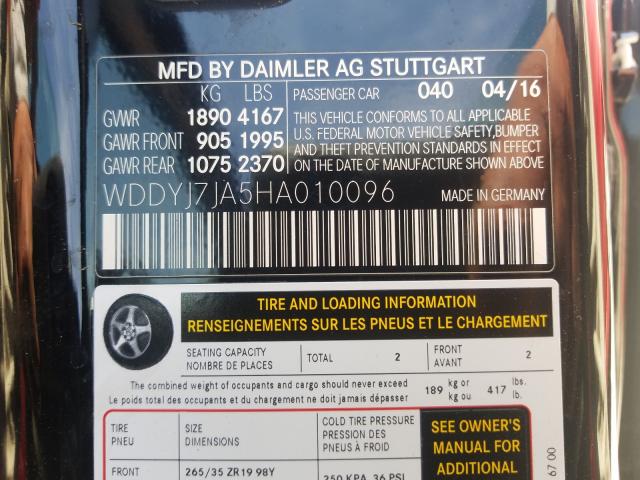 MFD BY DAIMLER AG STUTTGART
KG LBS PASSENGER CAR 040 04/16
GVWR 1890 4167
GAWR FRONT 905 1995
GAWR REAR 1075 2370
THIS VEHICLE CONFORMS TO ALL APPLICABLE
U.S. FEDERAL MOTOR VEHICLE SAFETY,BUMPER
AND THEFT PREVENTION STANDARDS IN EFFECT
ON THE DATE OF MANUFACTURE SHOWN ABOVE
WDDYJ7JA5HA010096 MADE IN GERMANY
TIRE AND LOADING INFORMATION
RENSEIGNEMENTS SUR LES PNEUS ET LE CHARGEMENT
SEATING CAPACITY
NOMBRE DE PLACES
TOTAL 2
FRONT
AVANT
2
The combined weight of occupants and cargo should never exceed
Le poids total des occupants et du chargement ne doit jamais dépasser
189 kg or
kg ou
417 lbs.
lb.
TIRE
PNEU
SIZE
DIMENSIONS
COLD TIRE PRESSURE
PRESSION DES
PNEUS À FROID
SEE OWNER'S
MANUAL FOR
ADDITIONAL
FRONT 265/35 ZR19 98Y 250 KPA, 36 PSI
67 00